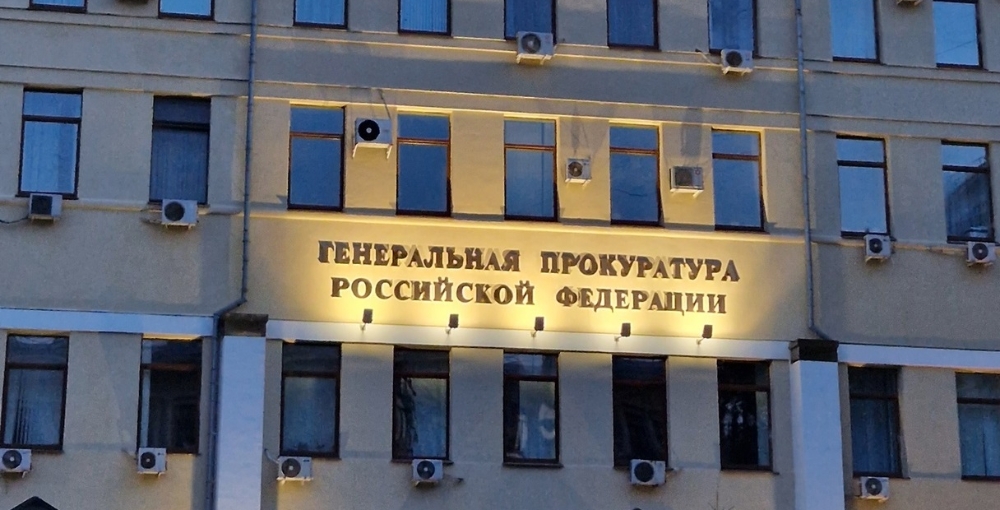 ГЕНЕРАЛЬНАЯ ПРОКУРАТУРА
РОССИЙСКОЙ ФЕДЕРАЦИИ